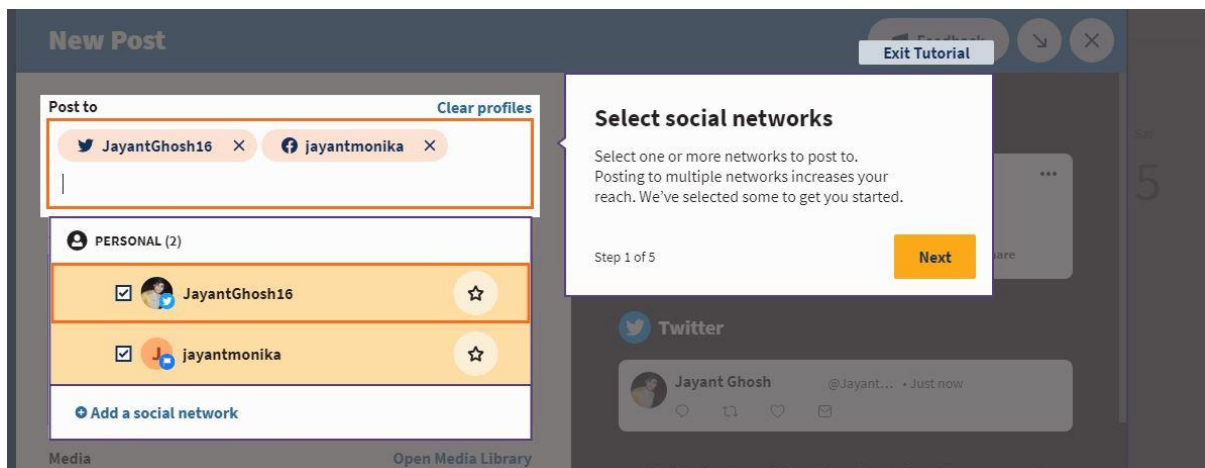 New Post
Feedback
Exit Tutorial
Post to
Clear profiles
JayantGhosh16
jayantmonika
PERSONAL (2)
JayantGhosh16
J
jayantmonika
Add a social network
Media
Open Media Library
Select social networks
Select one or more networks to post to.
Posting to multiple networks increases your
reach. We've selected some to get you started.
Step 1 of 5
Next
Sat
5
Twitter
Jayant Ghosh
@Jayant... • Just now